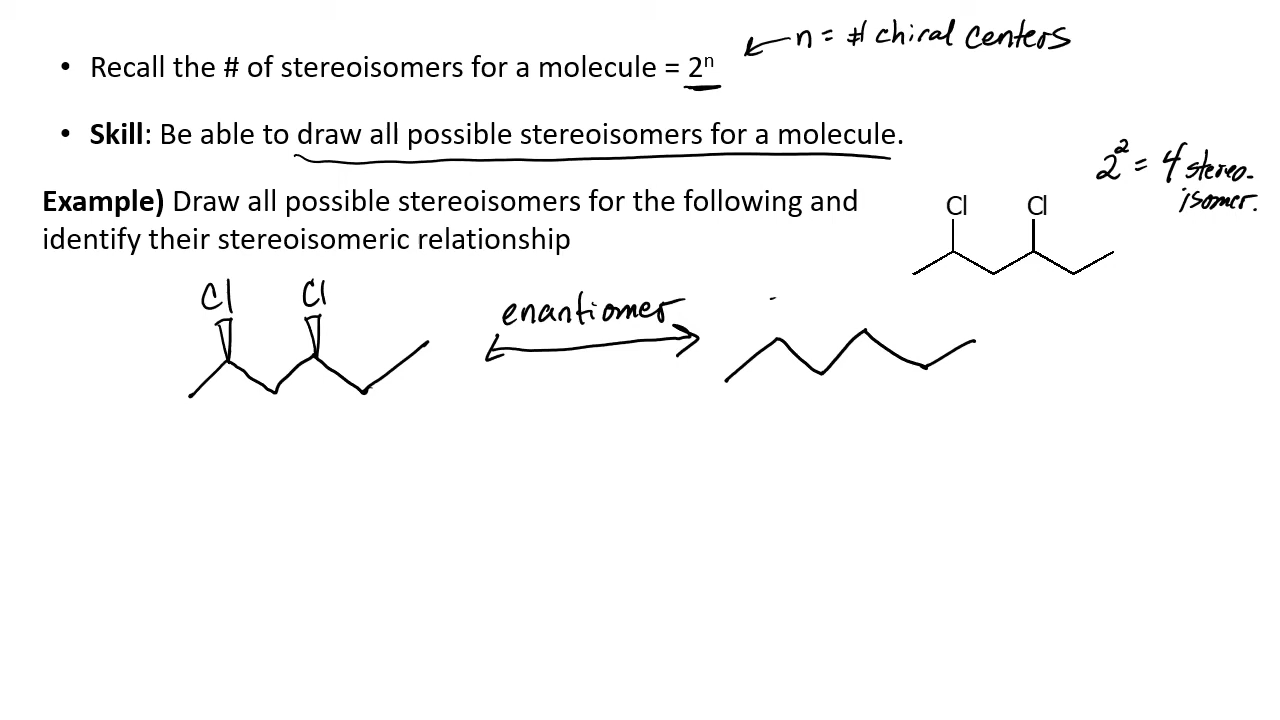 n = # chiral centers
• Recall the # of stereoisomers for a molecule = 2ⁿ
• Skill: Be able to draw all possible stereoisomers for a molecule.
2² = 4 stereo-
isomer.
Example) Draw all possible stereoisomers for the following and
identify their stereoisomeric relationship
Cl Cl
Cl Cl
enantiomer